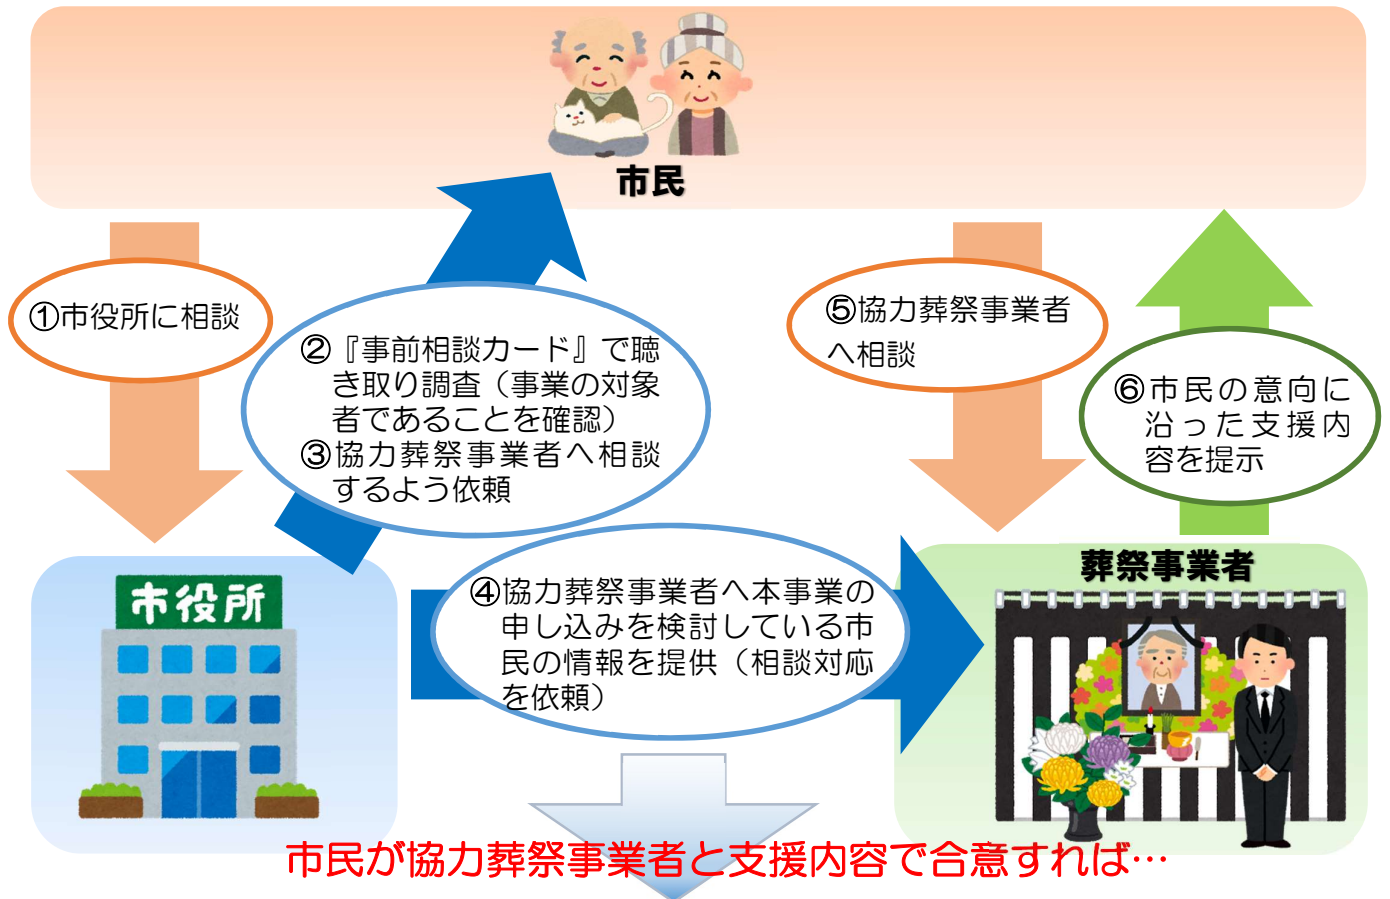 市民
①市役所に相談
②『事前相談カード』で聴
き取り調査（事業の対象
者であることを確認）
③協力葬祭事業者へ相談
するよう依頼
④協力葬祭事業者へ本事業の
申し込みを検討している市
民の情報を提供（相談対応
を依頼）
⑤協力葬祭事業者
へ相談
⑥市民の意向に
沿った支援内
容を提示
市役所
葬祭事業者
市民が協力葬祭事業者と支援内容で合意すれば…